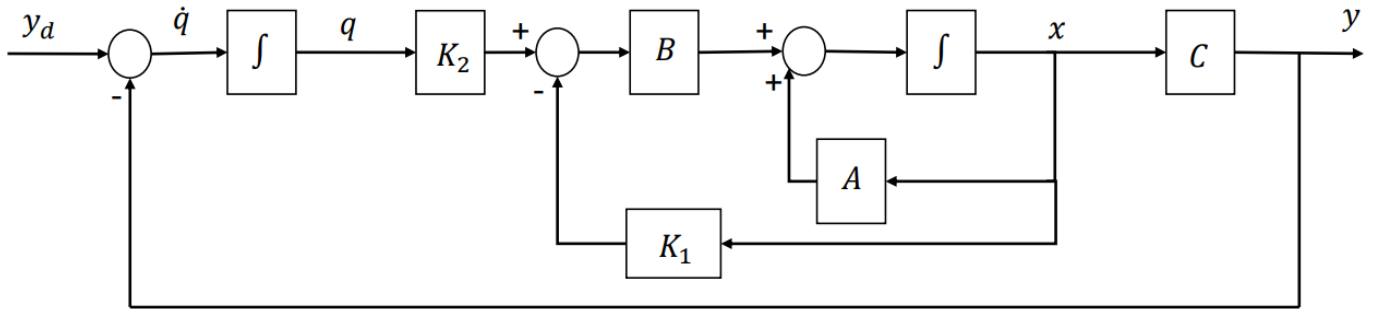 y_d q̇ ∫ q K₂ + B + ∫ x C y
- - +
A
K₁